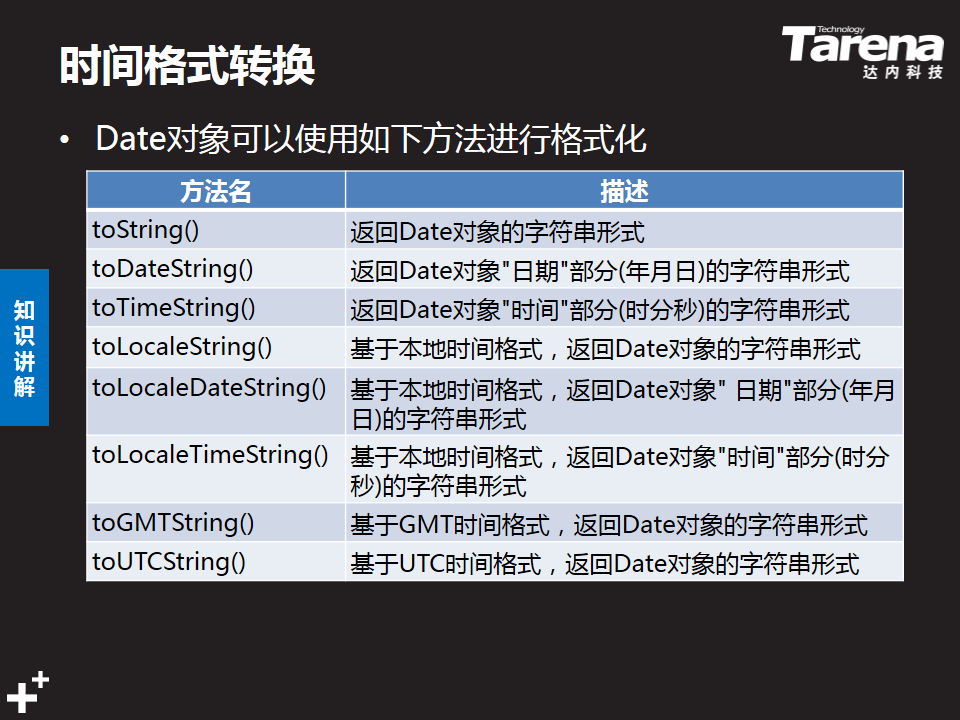 时间格式转换
Technology
Tarena
达内科技
• Date对象可以使用如下方法进行格式化
方法名 描述
toString() 返回Date对象的字符串形式
toDateString() 返回Date对象"日期"部分(年月日)的字符串形式
toTimeString() 返回Date对象"时间"部分(时分秒)的字符串形式
toLocaleString() 基于本地时间格式，返回Date对象的字符串形式
toLocaleDateString() 基于本地时间格式，返回Date对象" 日期"部分(年月
日)的字符串形式
toLocaleTimeString() 基于本地时间格式，返回Date对象"时间"部分(时分
秒)的字符串形式
toGMTString() 基于GMT时间格式，返回Date对象的字符串形式
toUTCString() 基于UTC时间格式，返回Date对象的字符串形式
知
识
讲
解